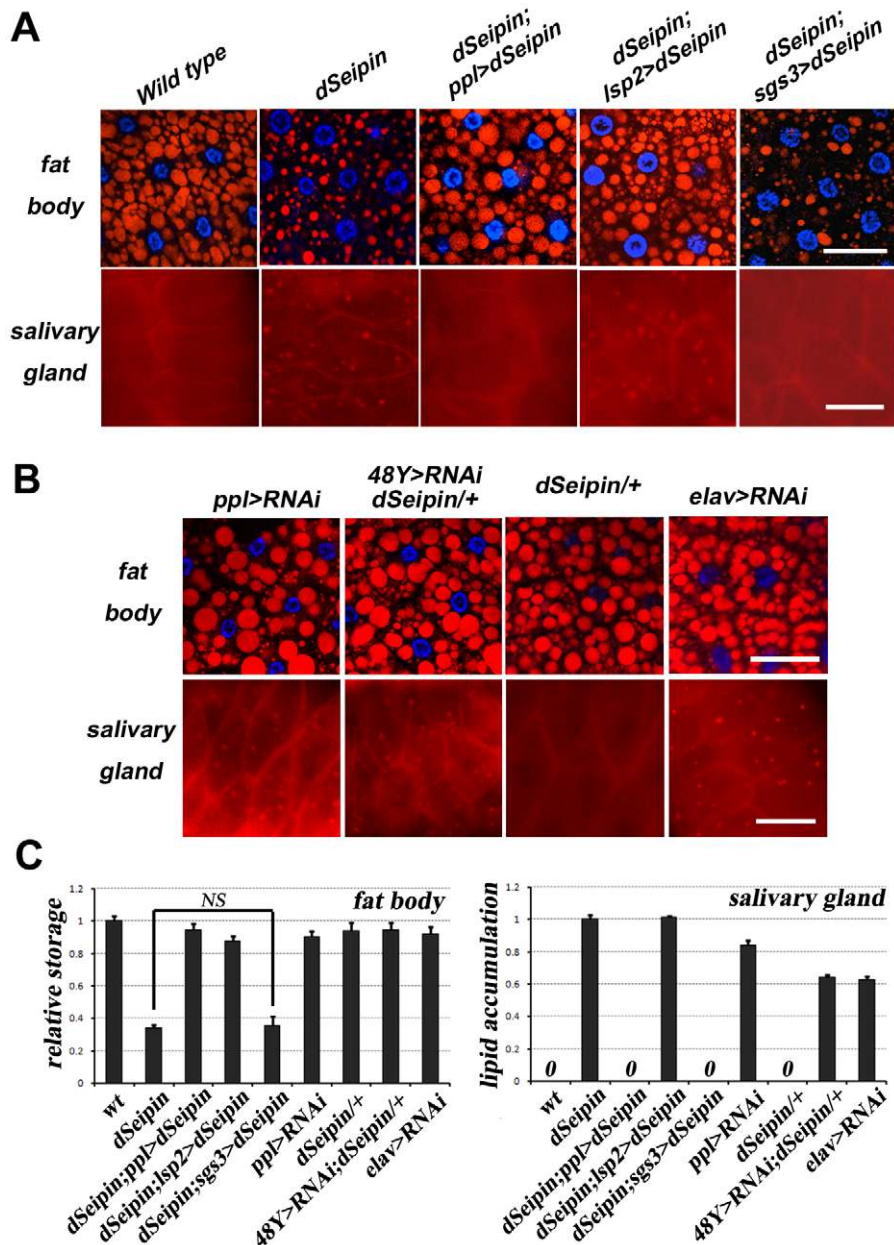 A
Wild type
dSeipin
dSeipin;
ppl>dSeipin
dSeipin;
lsp2>dSeipin
dSeipin;
sgs3>dSeipin
fat
body
salivary
gland
B
ppl>RNAi
48Y>RNAi
dSeipin/+
dSeipin/+
elav>RNAi
fat
body
salivary
gland
C
relative storage
1.2
1
0.8
0.6
0.4
0.2
0
NS
fat body
wt
dSeipin
dSeipin;ppl>dSeipin
dSeipin;lsp2>dSeipin
dSeipin;sgs3>dSeipin
ppl>RNAi
dSeipin/+
48Y>RNAi;dSeipin/+
elav>RNAi
lipid accumulation
1.2
1
0.8
0.6
0.4
0.2
0
salivary gland
0
0
0
0
wt
dSeipin
dSeipin;ppl>dSeipin
dSeipin;lsp2>dSeipin
dSeipin;sgs3>dSeipin
ppl>RNAi
dSeipin/+
48Y>RNAi;dSeipin/+
elav>RNAi